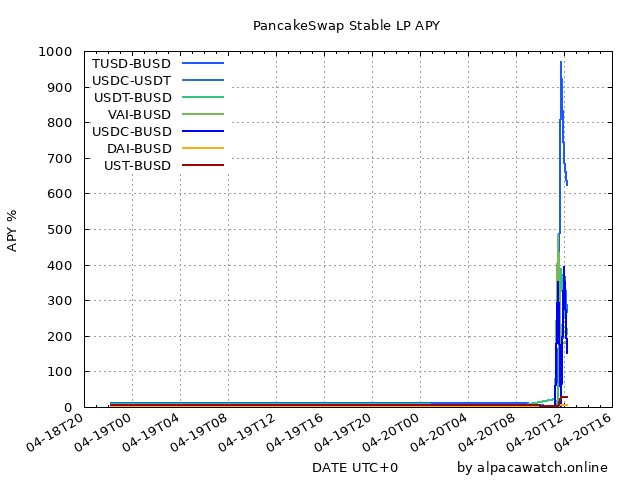 PancakeSwap Stable LP APY
1000
900
800
700
600
500
400
300
200
100
0
APY %
TUSD-BUSD
USDC-USDT
USDT-BUSD
VAI-BUSD
USDC-BUSD
DAI-BUSD
UST-BUSD
04-18T20
04-19T00
04-19T04
04-19T08
04-19T12
04-19T16
04-19T20
04-20T00
04-20T04
04-20T08
04-20T12
04-20T16
DATE UTC+0
by alpacawatch.online